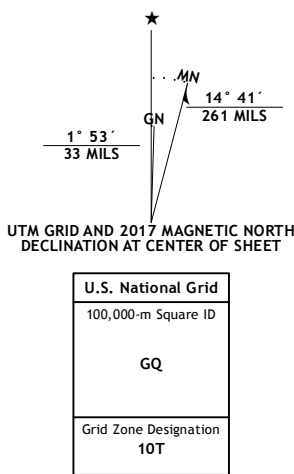 ★
MN
GN
14° 41´
261 MILS
1° 53´
33 MILS
UTM GRID AND 2017 MAGNETIC NORTH
DECLINATION AT CENTER OF SHEET
U.S. National Grid
100,000-m Square ID
GQ
Grid Zone Designation
10T